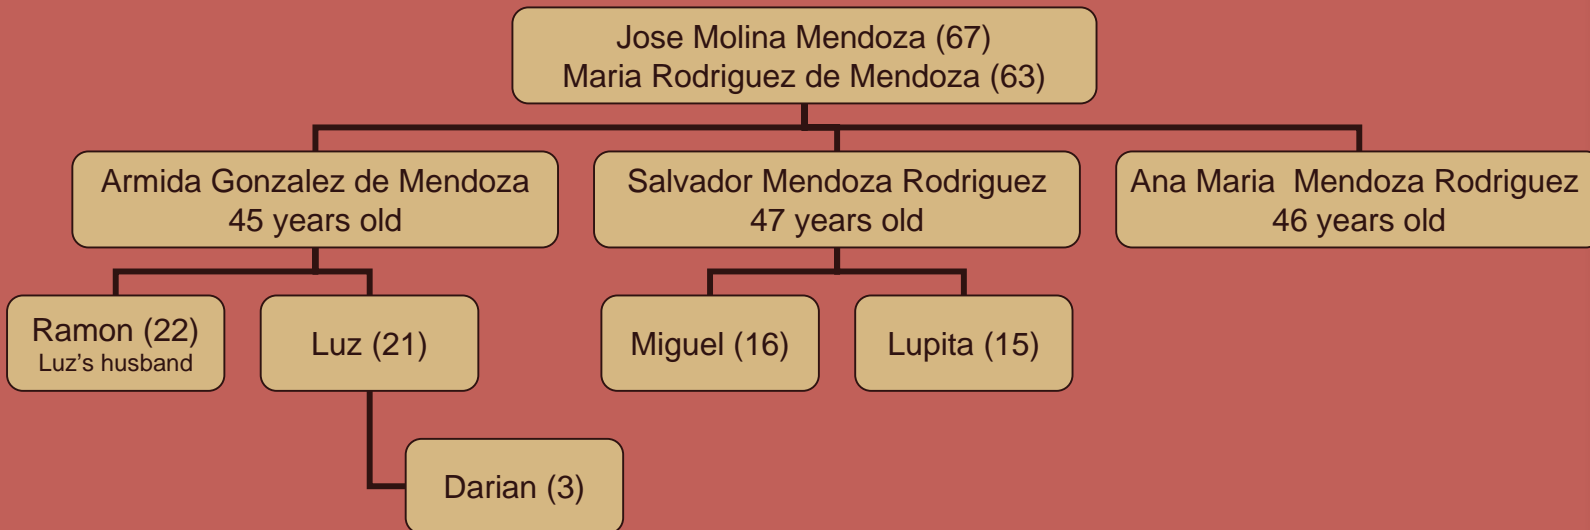 Jose Molina Mendoza (67)
Maria Rodriguez de Mendoza (63)
Armida Gonzalez de Mendoza
45 years old
Salvador Mendoza Rodriguez
47 years old
Ana Maria  Mendoza Rodriguez
46 years old
Ramon (22)
Luz's husband
Luz (21)
Miguel (16)
Lupita (15)
Darian (3)